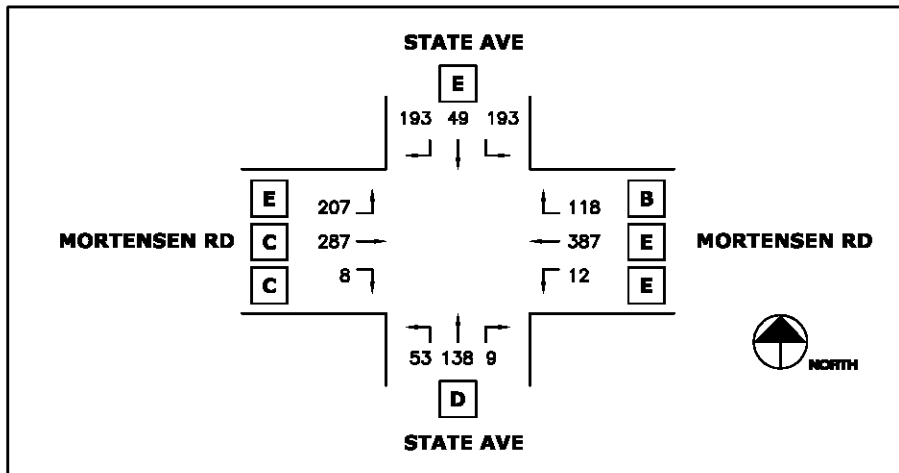 STATE AVE
E
193 49 193
E 207 118 B
MORTENSEN RD C 287 387 E MORTENSEN RD
C 8 12 E
53 138 9
NORTH
D
STATE AVE